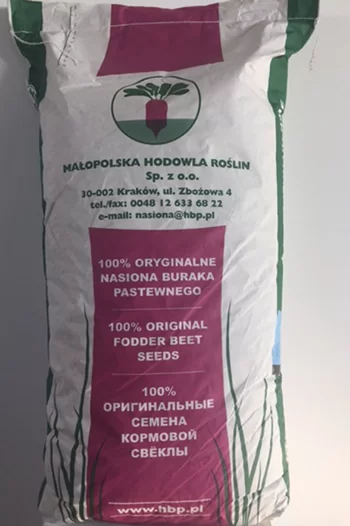 MAŁOPOLSKA HODOWLA ROŚLIN
Sp. z o.o.
30-002 Kraków, ul. Zbożowa 4
tel./fax: 0048 12 633 68 22
e-mail: nasiona@hbp.pl
100% ORYGINALNE
NASIONA BURAKA
PASTEWNEGO
100% ORIGINAL
FODDER BEET
SEEDS
100%
ОРИГИНАЛЬНЫЕ
СЕМЕНА
КОРМОВОЙ
СВЁКЛЫ
www.hbp.pl